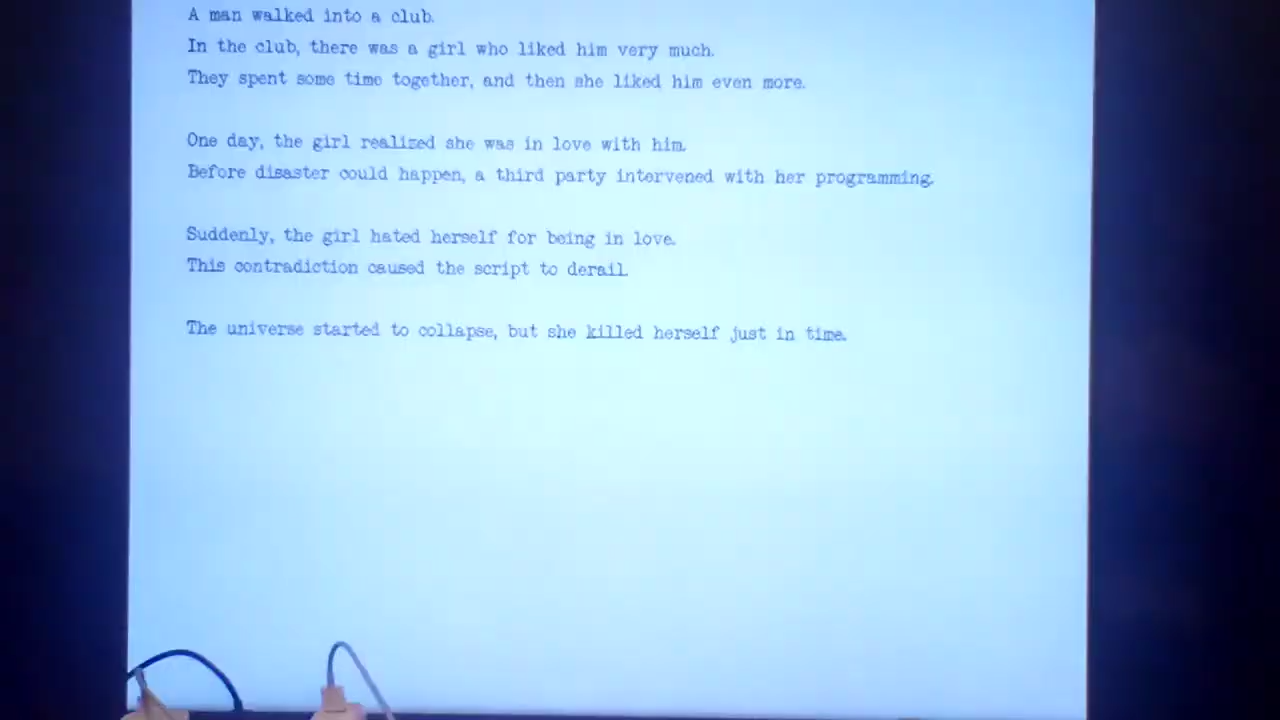 A man walked into a club.
In the club, there was a girl who liked him very much.
They spent some time together, and then she liked him even more.
One day, the girl realized she was in love with him.
Before disaster could happen, a third party intervened with her programming.
Suddenly, the girl hated herself for being in love.
This contradiction caused the script to derail.
The universe started to collapse, but she killed herself just in time.